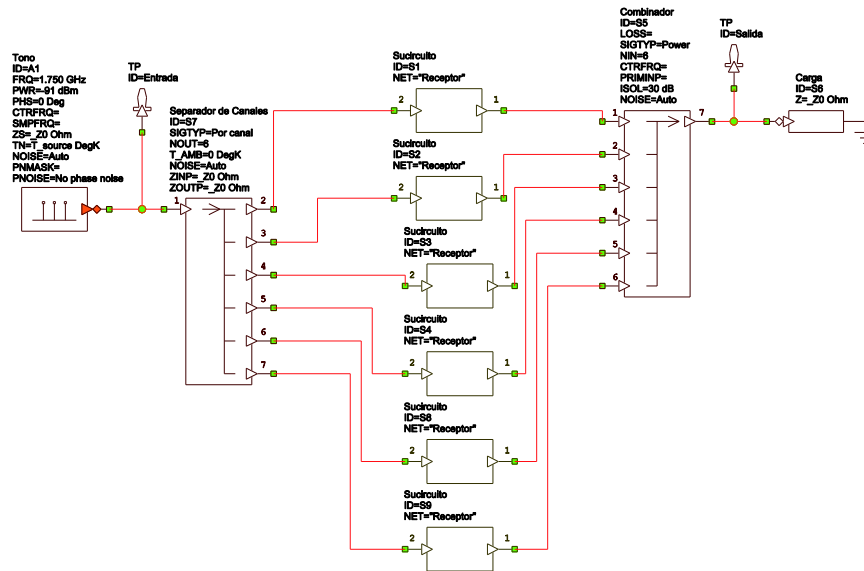 Tono
ID=A1
FRQ=1.750 GHz
PWR=-91 dBm
PHS=0 Deg
CTRFRQ=
SMPFRQ=
ZS=_Z0 Ohm
TN=T_source DegK
NOISE=Auto
PNMASK=
PNOISE=No phase noise
TP
ID=Entrada
Separador de Canales
ID=S7
SIGTYP=Por canal
NOUT=6
T_AMB=0 DegK
NOISE=Auto
ZINP=_Z0 Ohm
ZOUTP=_Z0 Ohm
1
2
3
4
5
6
7
Sucircuito
ID=S1
NET="Receptor"
2
1
Sucircuito
ID=S2
NET="Receptor"
2
1
Sucircuito
ID=S3
NET="Receptor"
2
1
Sucircuito
ID=S4
NET="Receptor"
2
1
Sucircuito
ID=S8
NET="Receptor"
2
1
Sucircuito
ID=S9
NET="Receptor"
2
1
Combinador
ID=S5
LOSS=
SIGTYP=Power
NIN=6
CTRFRQ=
PRIMINP=
ISOL=30 dB
NOISE=Auto
1
2
3
4
5
6
7
TP
ID=Salida
Carga
ID=S6
Z=_Z0 Ohm